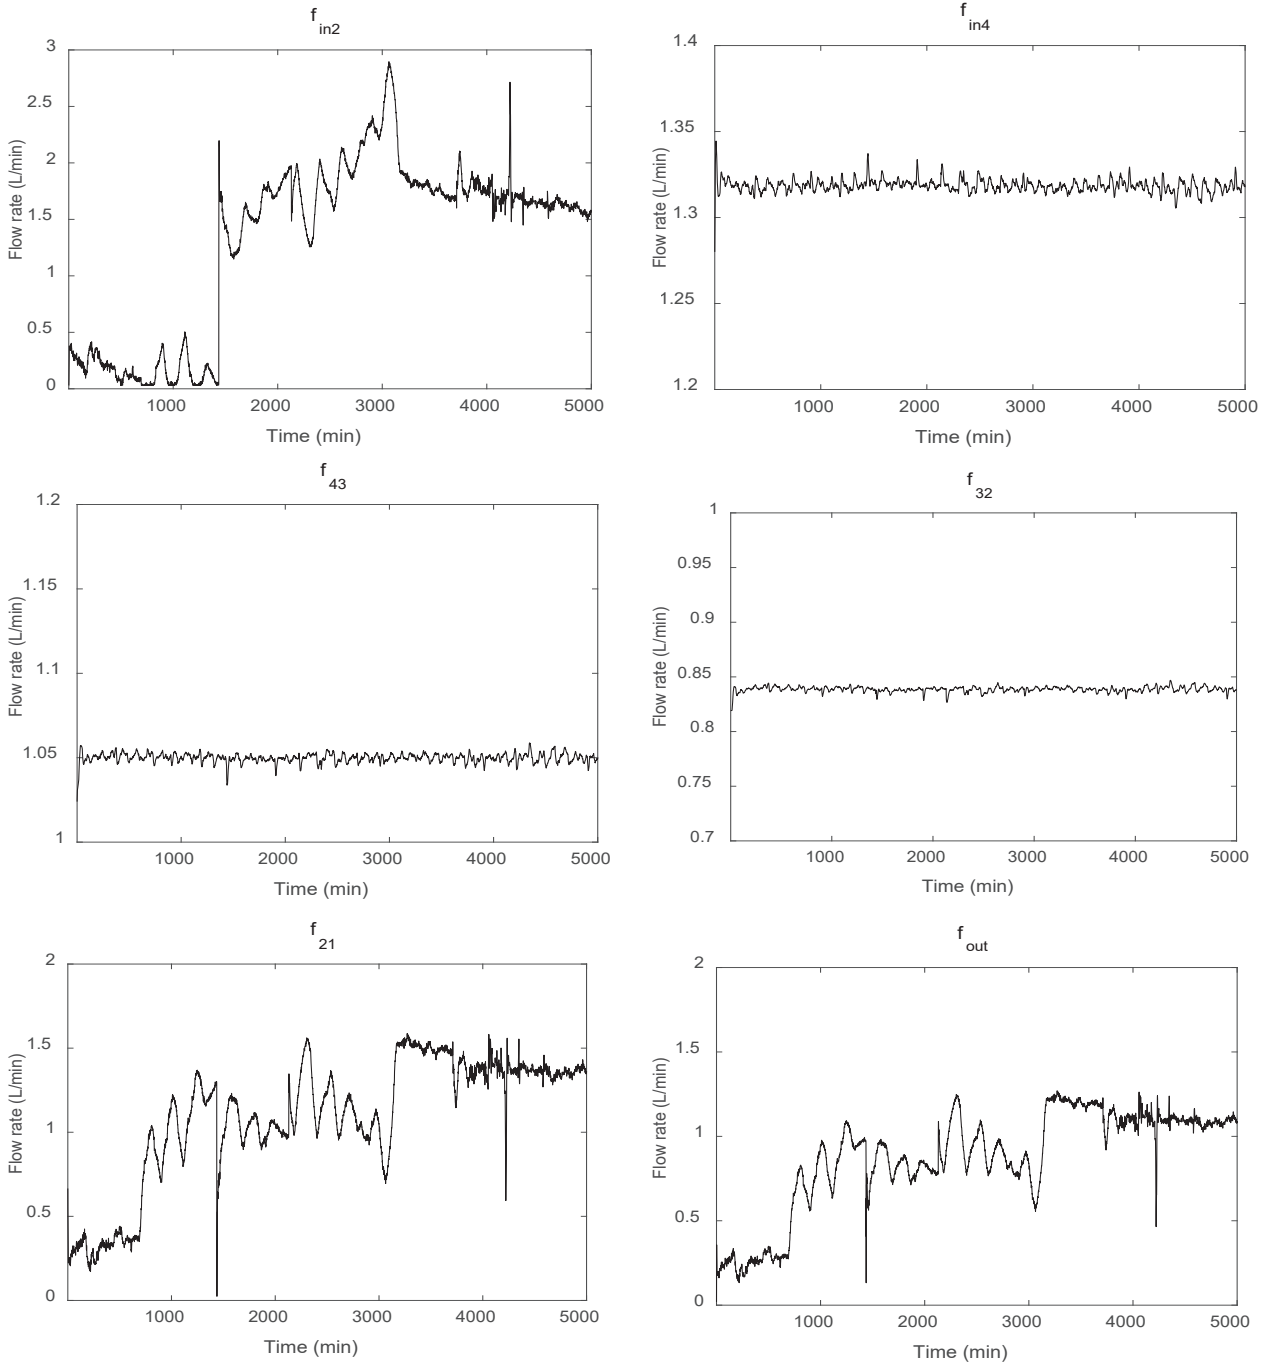 f in2
3
2.5
2
1.5
1
0.5
0
Flow rate (L/min)
1000 2000 3000 4000 5000
Time (min)
f in4
1.4
1.35
1.3
1.25
1.2
Flow rate (L/min)
1000 2000 3000 4000 5000
Time (min)
f 43
1.2
1.15
1.1
1.05
1
Flow rate (L/min)
1000 2000 3000 4000 5000
Time (min)
f 32
1
0.95
0.9
0.85
0.8
0.75
0.7
Flow rate (L/min)
1000 2000 3000 4000 5000
Time (min)
f 21
2
1.5
1
0.5
0
Flow rate (L/min)
1000 2000 3000 4000 5000
Time (min)
f out
2
1.5
1
0.5
0
Flow rate (L/min)
1000 2000 3000 4000 5000
Time (min)